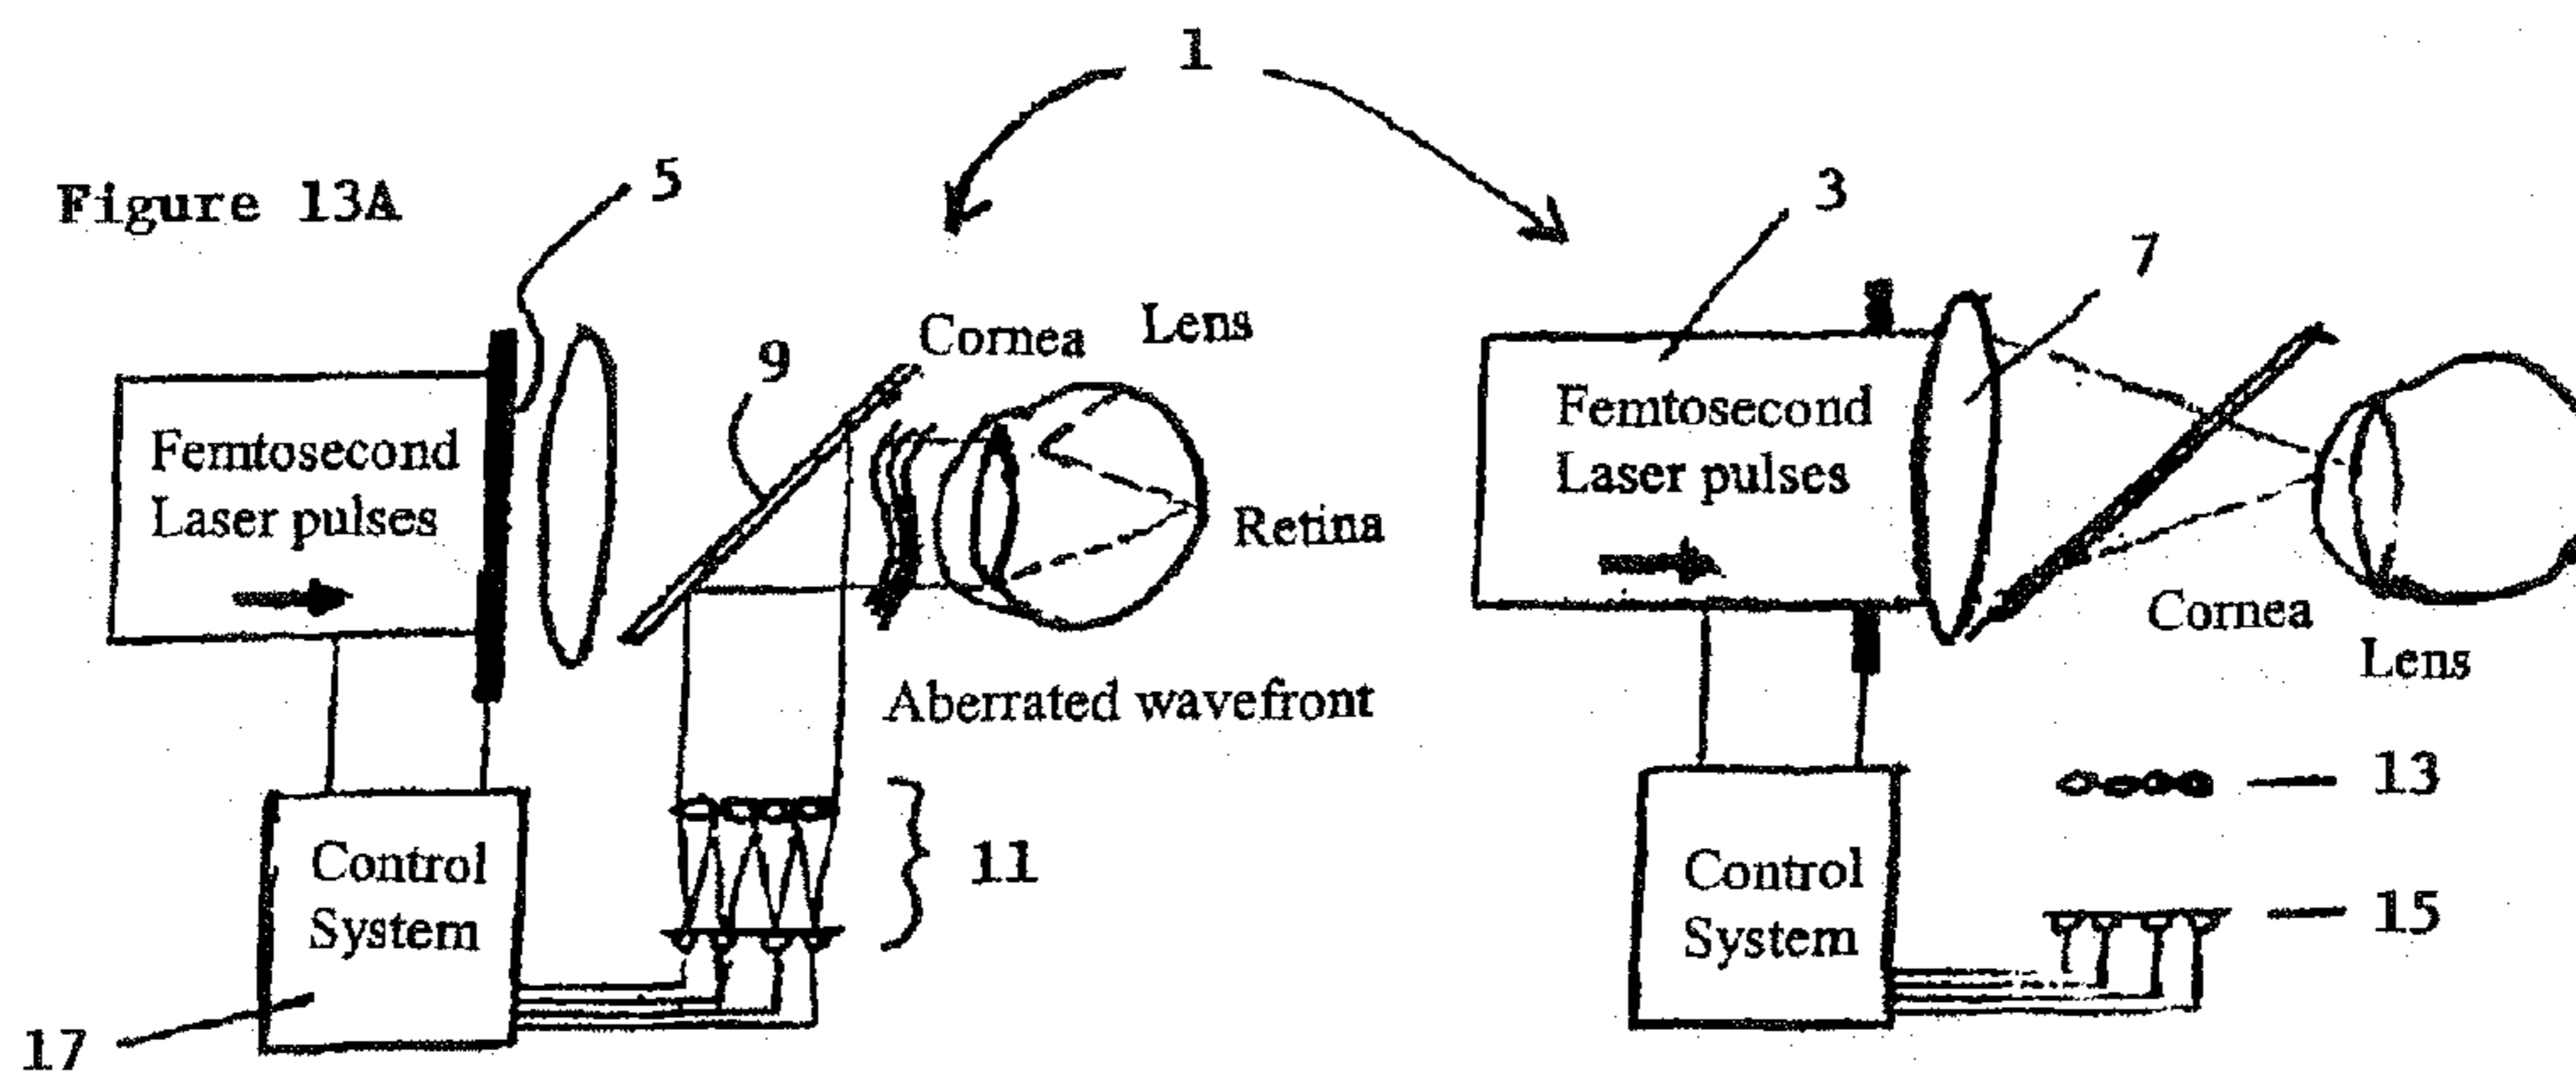 1
Figure 13A
5
3
7
9
Cornea
Lens
Femtosecond
Laser pulses
Retina
Aberrated wavefront
Femtosecond
Laser pulses
Cornea
Lens
13
Control
System
11
Control
System
15
17